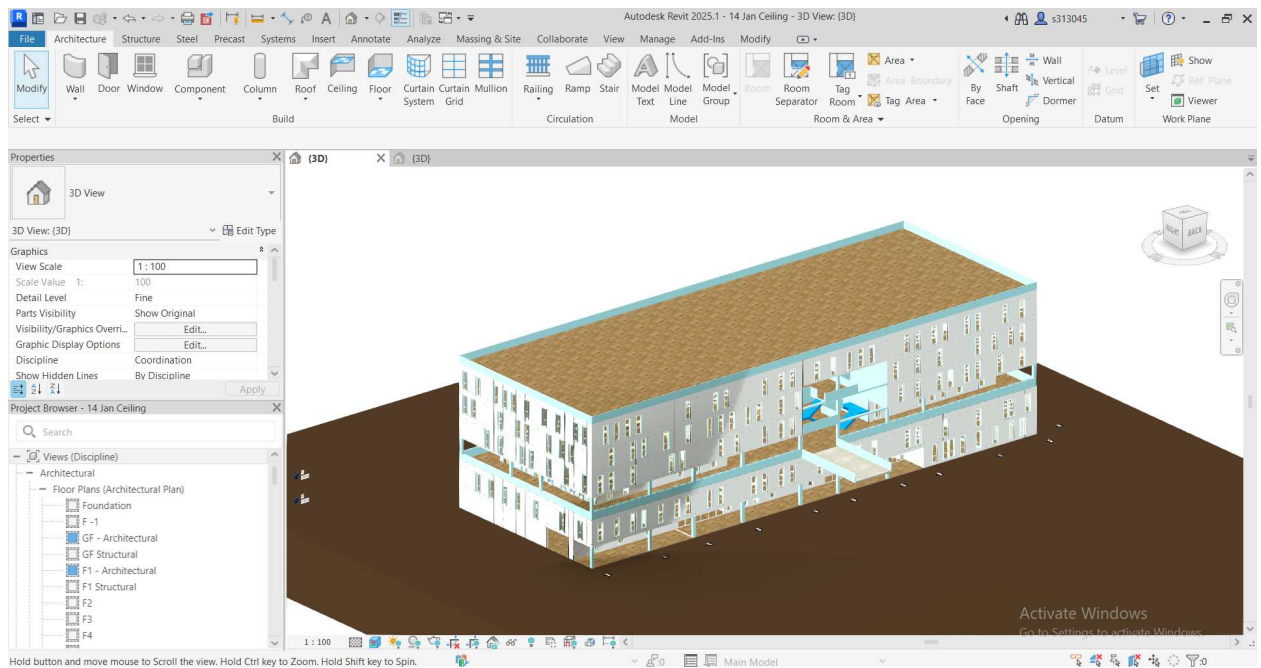 Autodesk Revit 2025.1 - 14 Jan Ceiling - 3D View: {3D}
s313045
File Architecture Structure Steel Precast Systems Insert Annotate Analyze Massing & Site Collaborate View Manage Add-Ins Modify
Modify Wall Door Window Component Column Roof Ceiling Floor Curtain System Curtain Grid Mullion Railing Ramp Stair Model Text Model Line Model Group Room Room Separator Tag Room Area Area Boundary Tag Area By Face Shaft Wall Vertical Dormer Level Grid Set Show Ref Plane Viewer
Select Build Circulation Model Room & Area Opening Datum Work Plane
Properties
{3D} {3D}
3D View
3D View: {3D} Edit Type
Graphics
View Scale 1 : 100
Scale Value 1: 100
Detail Level Fine
Parts Visibility Show Original
Visibility/Graphics Overri... Edit...
Graphic Display Options Edit...
Discipline Coordination
Show Hidden Lines By Discipline
Apply
Project Browser - 14 Jan Ceiling
Search
Views (Discipline)
Architectural
Floor Plans (Architectural Plan)
Foundation
F -1
GF - Architectural
GF Structural
F1 - Architectural
F1 Structural
F2
F3
F4
RIGHT BACK
Activate Windows
Go to Settings to activate Windows.
1 : 100
Hold button and move mouse to Scroll the view. Hold Ctrl key to Zoom. Hold Shift key to Spin.
:0 Main Model :0